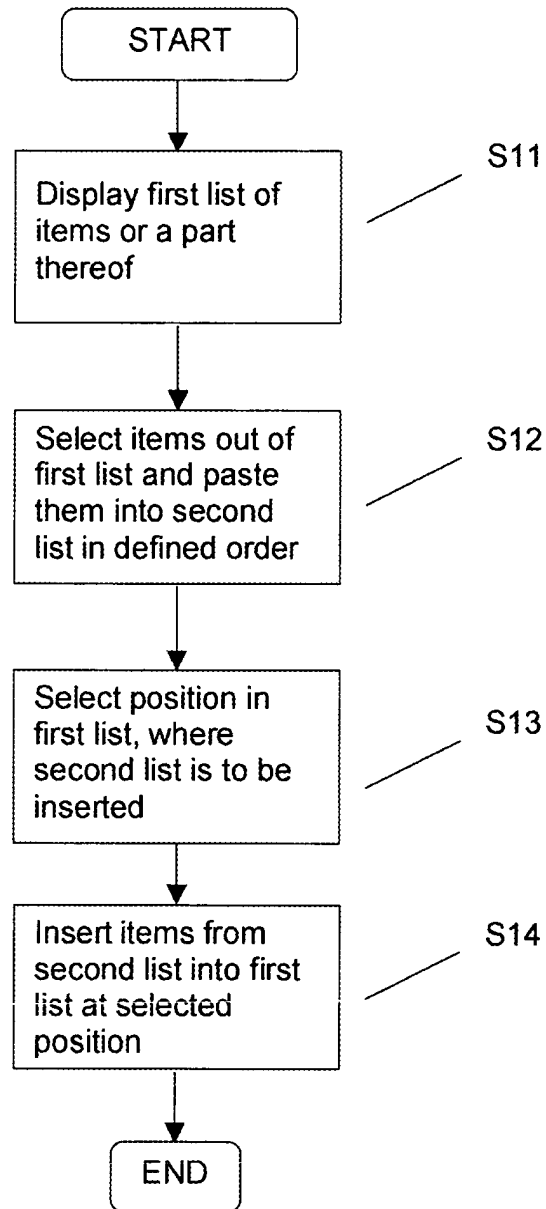 START
S11
Display first list of
items or a part
thereof
S12
Select items out of
first list and paste
them into second
list in defined order
S13
Select position in
first list, where
second list is to be
inserted
S14
Insert items from
second list into first
list at selected
position
END